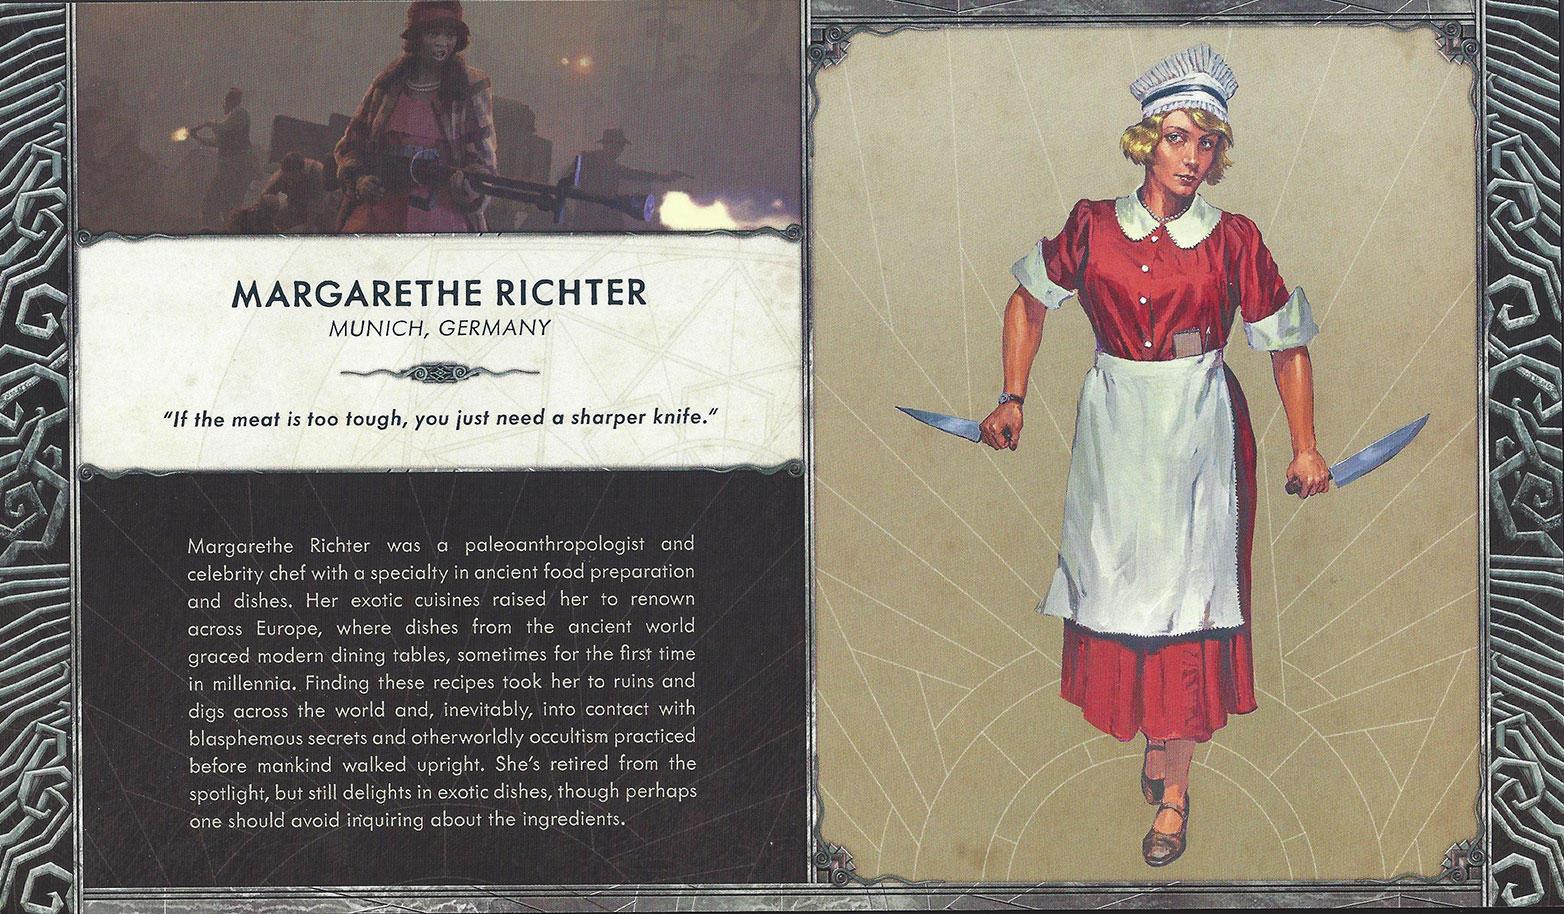 MARGARETHE RICHTER
MUNICH, GERMANY
“If the meat is too tough, you just need a sharper knife.”
Margarethe Richter was a paleoanthropologist and
celebrity chef with a specialty in ancient food preparation
and dishes. Her exotic cuisines raised her to renown
across Europe, where dishes from the ancient world
graced modern dining tables, sometimes for the first time
in millennia. Finding these recipes took her to ruins and
digs across the world and, inevitably, into contact with
blasphemous secrets and otherworldly occultism practiced
before mankind walked upright. She’s retired from the
spotlight, but still delights in exotic dishes, though perhaps
one should avoid inquiring about the ingredients.